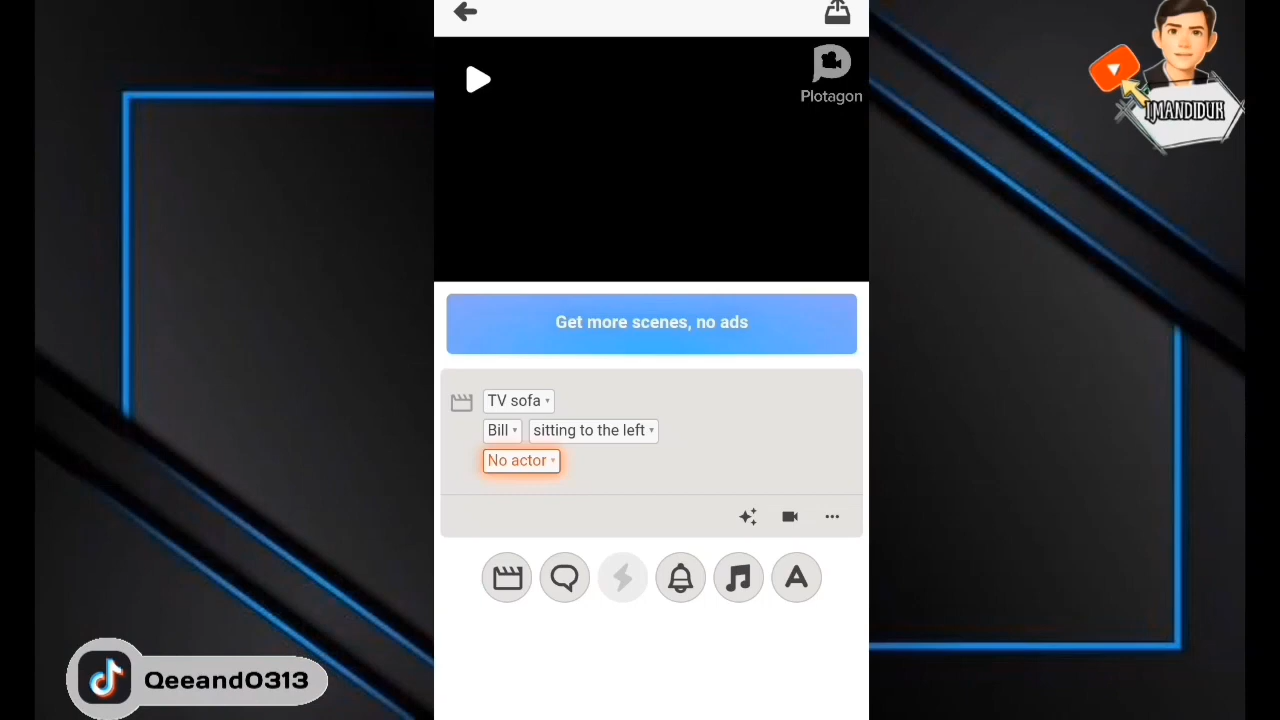 Plotagon
IMANDIDUK
Get more scenes, no ads
TV sofa
Bill sitting to the left
No actor
Qeeand0313